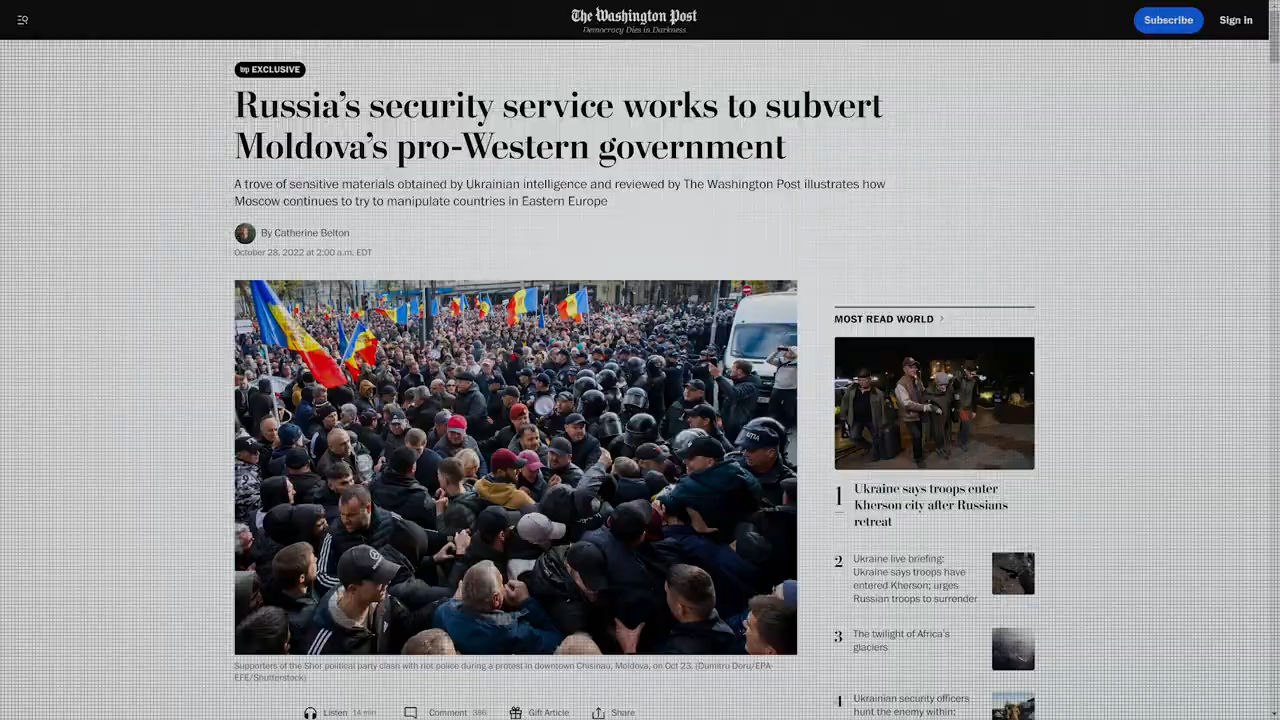 The Washington Post
Democracy Dies in Darkness
Subscribe
Sign in
wp EXCLUSIVE
Russia's security service works to subvert
Moldova's pro-Western government
A trove of sensitive materials obtained by Ukrainian intelligence and reviewed by The Washington Post illustrates how
Moscow continues to try to manipulate countries in Eastern Europe
By Catherine Belton
October 28, 2022 at 2:00 a.m. EDT
Supporters of the Shor political party clash with riot police during a protest in downtown Chisinau, Moldova, on Oct 23. (Dumitru Doru/EPA-
EFE/Shutterstock)
Listen 14 min
Comment 386
Gift Article
Share
MOST READ WORLD
1
Ukraine says troops enter
Kherson city after Russians
retreat
2
Ukraine live briefing:
Ukraine says troops have
entered Kherson; urges
Russian troops to surrender
3
The twilight of Africa's
glaciers
4
Ukrainian security officers
hunt the enemy within: